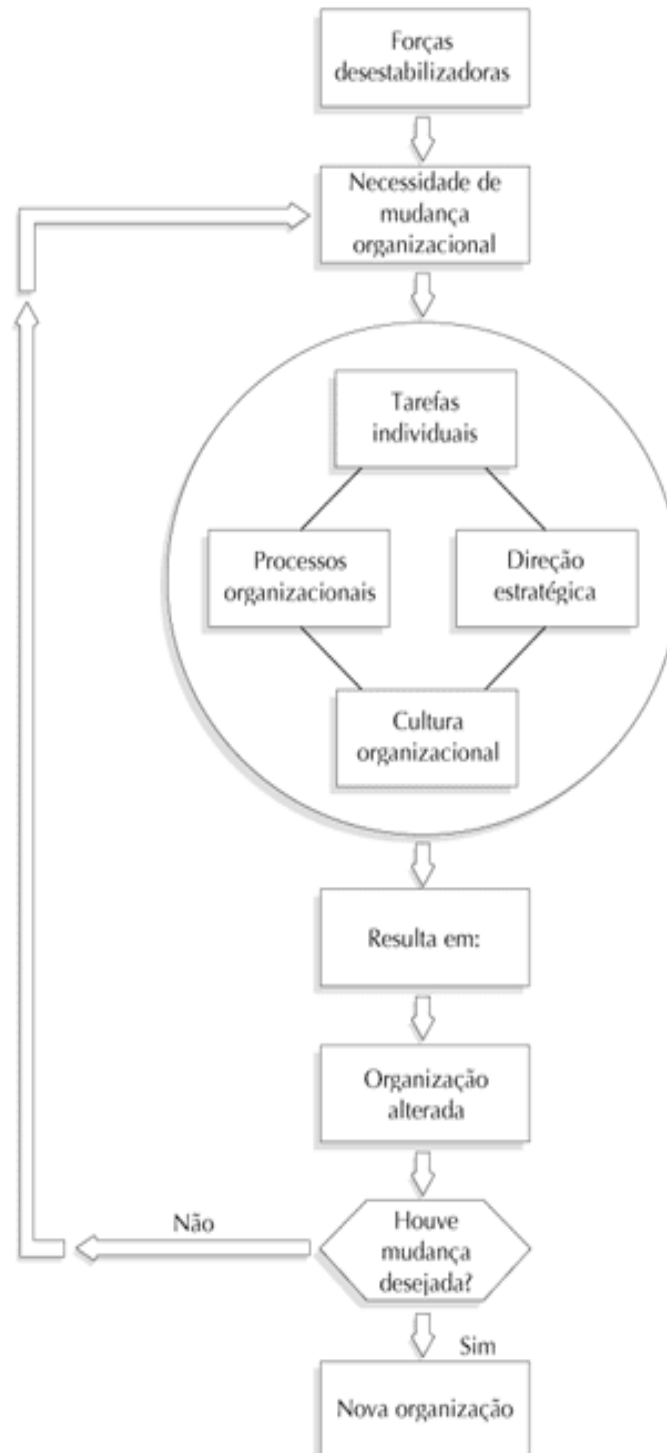 Forças
desestabilizadoras
Necessidade de
mudança
organizacional
Tarefas
individuais
Processos
organizacionais
Direção
estratégica
Cultura
organizacional
Resulta em:
Organização
alterada
Não
Houve
mudança
desejada?
Sim
Nova organização